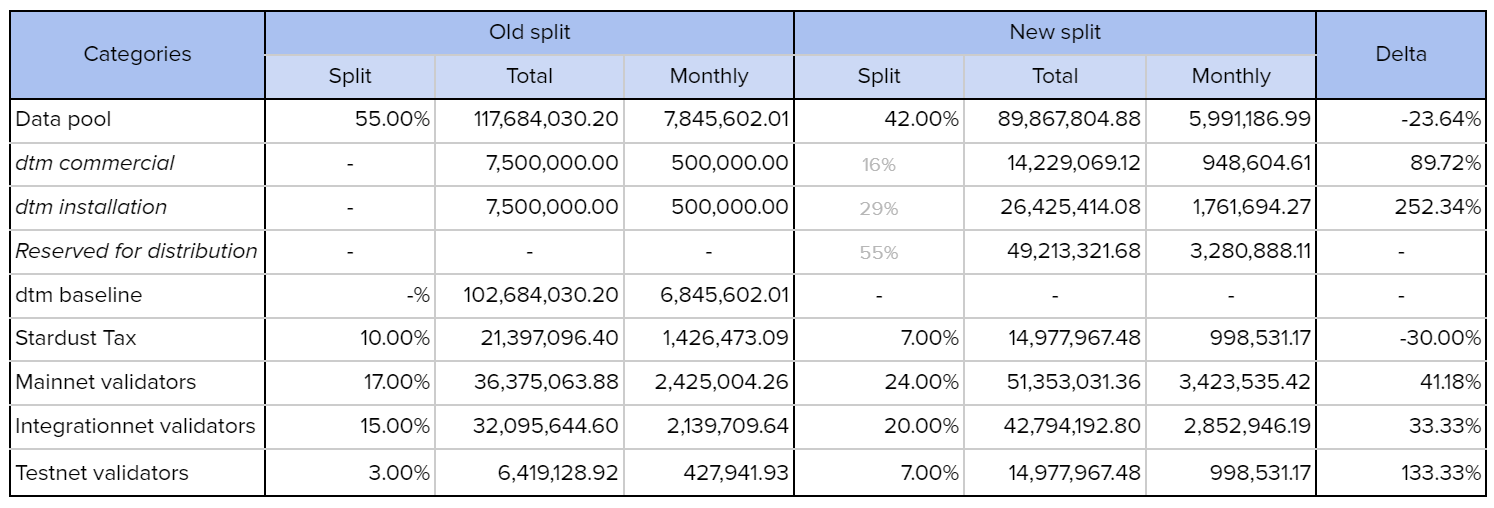 Categories Old split New split Delta
Split Total Monthly Split Total Monthly
Data pool 55.00% 117,684,030.20 7,845,602.01 42.00% 89,867,804.88 5,991,186.99 -23.64%
dtm commercial - 7,500,000.00 500,000.00 16% 14,229,069.12 948,604.61 89.72%
dtm installation - 7,500,000.00 500,000.00 29% 26,425,414.08 1,761,694.27 252.34%
Reserved for distribution - - - 55% 49,213,321.68 3,280,888.11 -
dtm baseline -% 102,684,030.20 6,845,602.01 - - - -
Stardust Tax 10.00% 21,397,096.40 1,426,473.09 7.00% 14,977,967.48 998,531.17 -30.00%
Mainnet validators 17.00% 36,375,063.88 2,425,004.26 24.00% 51,353,031.36 3,423,535.42 41.18%
Integrationnet validators 15.00% 32,095,644.60 2,139,709.64 20.00% 42,794,192.80 2,852,946.19 33.33%
Testnet validators 3.00% 6,419,128.92 427,941.93 7.00% 14,977,967.48 998,531.17 133.33%